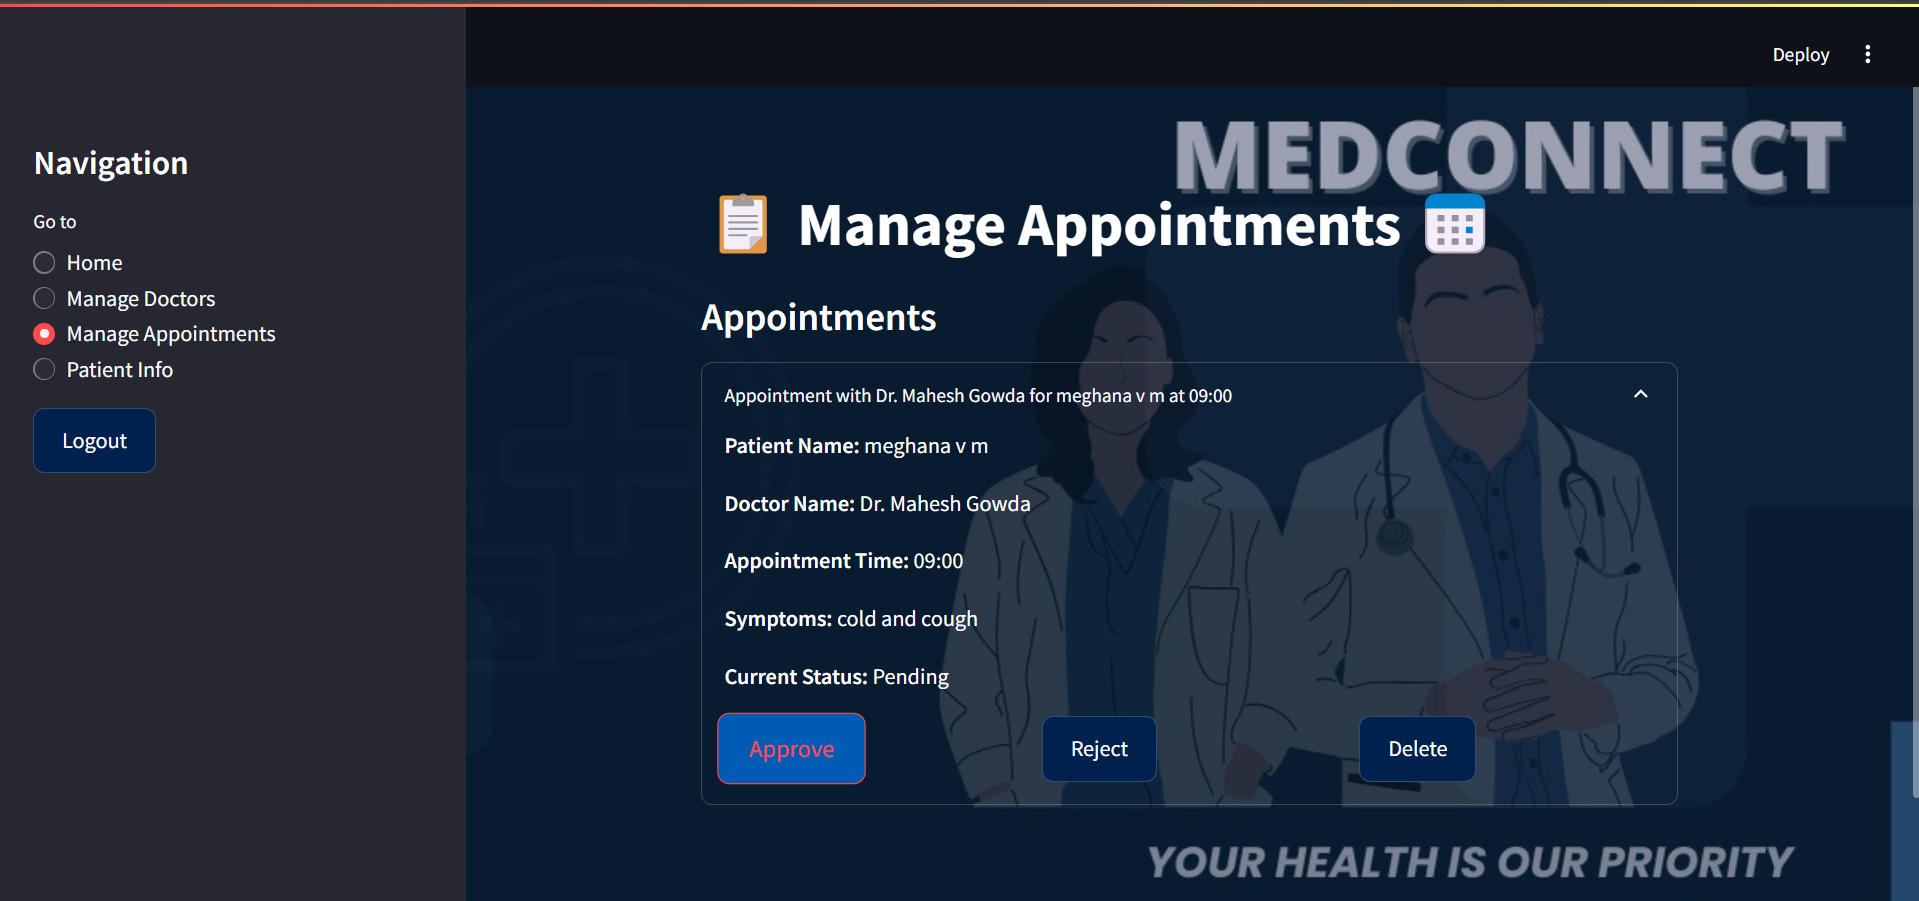 Deploy
Navigation
Go to
Home
Manage Doctors
Manage Appointments
Patient Info
Logout
MEDCONNECT
Manage Appointments
Appointments
Appointment with Dr. Mahesh Gowda for meghana v m at 09:00
Patient Name: meghana v m
Doctor Name: Dr. Mahesh Gowda
Appointment Time: 09:00
Symptoms: cold and cough
Current Status: Pending
Approve
Reject
Delete
YOUR HEALTH IS OUR PRIORITY